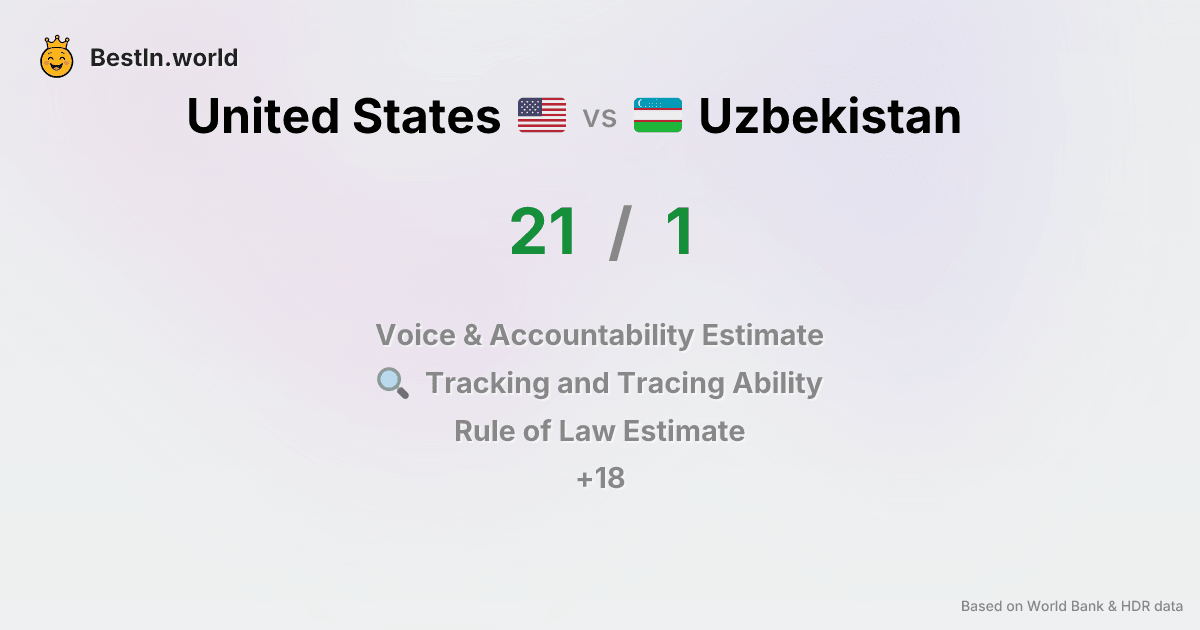 BestIn.world
United States vs Uzbekistan
21 / 1
Voice & Accountability Estimate
Tracking and Tracing Ability
Rule of Law Estimate
+18
Based on World Bank & HDR data